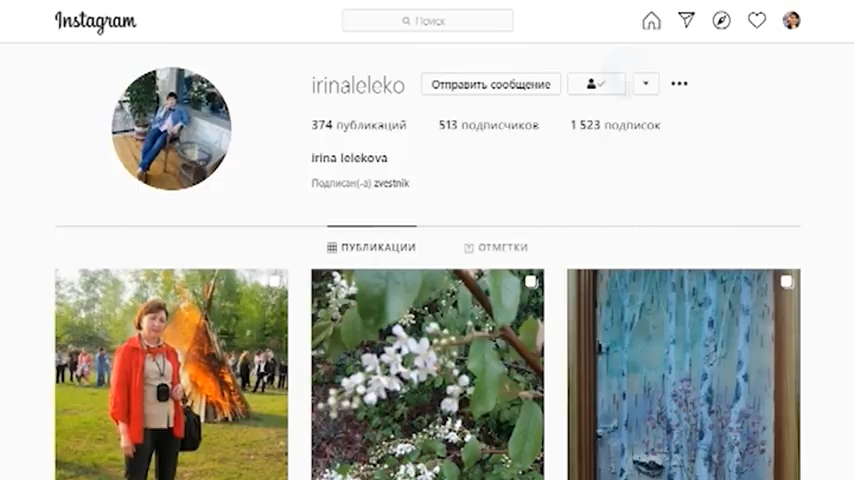 Instagram
Поиск
irinaleleko
Отправить сообщение
374 публикаций
513 подписчиков
1 523 подписок
irina lelekova
Подписан(-а) zvestnik
ПУБЛИКАЦИИ
ОТМЕТКИ